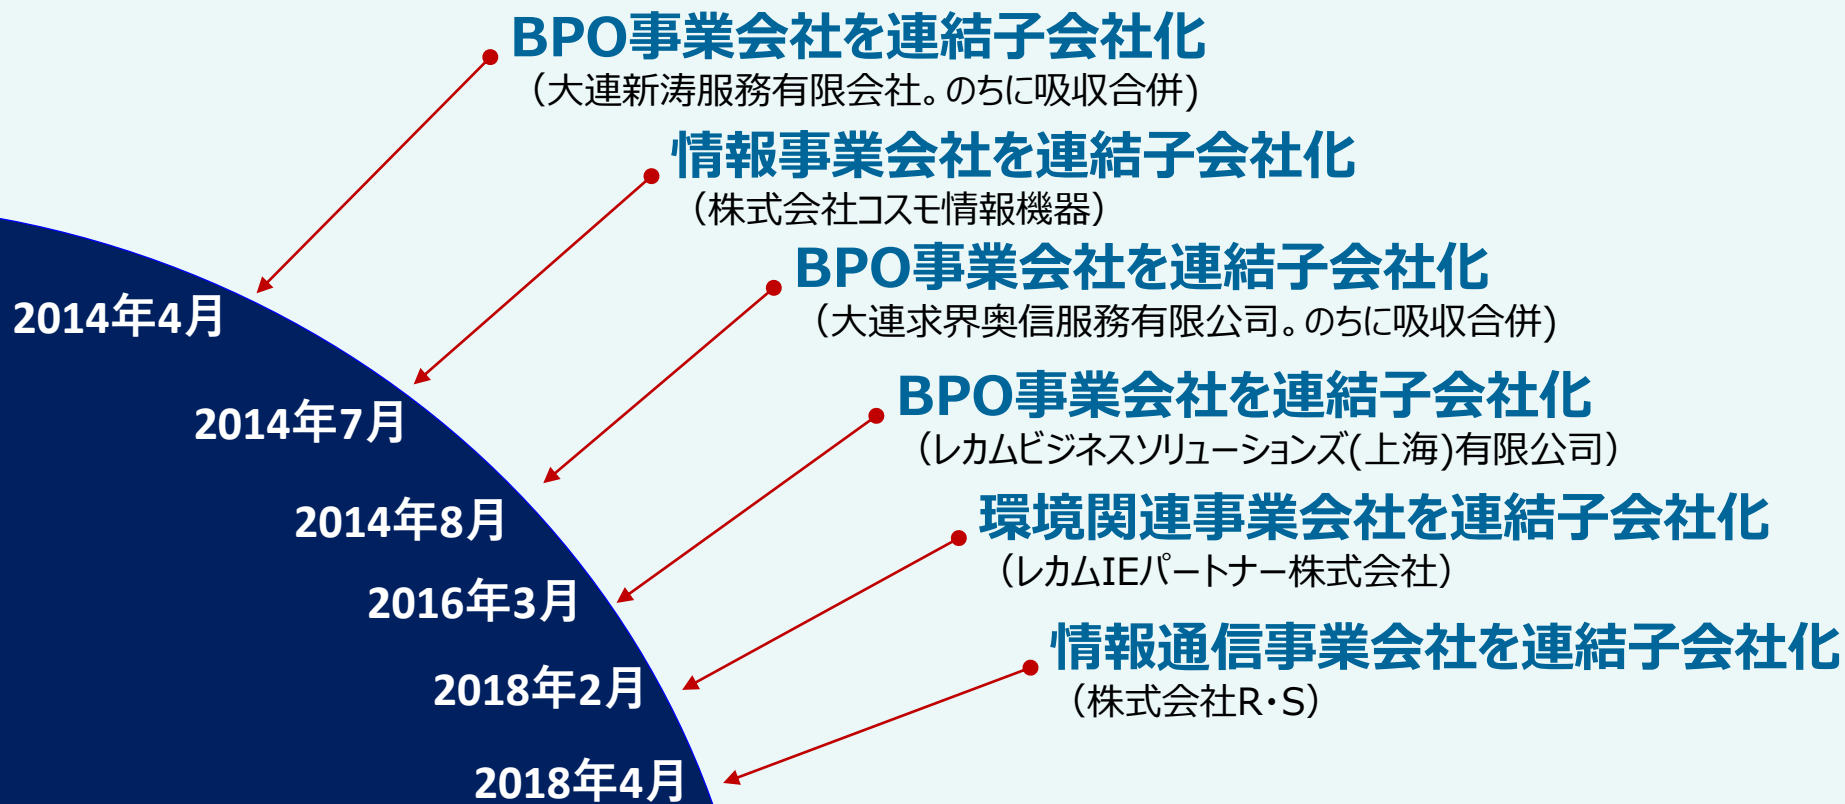 BPO事業会社を連結子会社化
（大連新涛服務有限会社。のちに吸収合併)
2014年4月
情報事業会社を連結子会社化
（株式会社コスモ情報機器）
2014年7月
BPO事業会社を連結子会社化
（大連求界奥信服務有限公司。のちに吸収合併)
2014年8月
BPO事業会社を連結子会社化
（レカムビジネスソリューションズ(上海)有限公司）
2016年3月
環境関連事業会社を連結子会社化
（レカムIEパートナー株式会社）
2018年2月
情報通信事業会社を連結子会社化
（株式会社R・S）
2018年4月